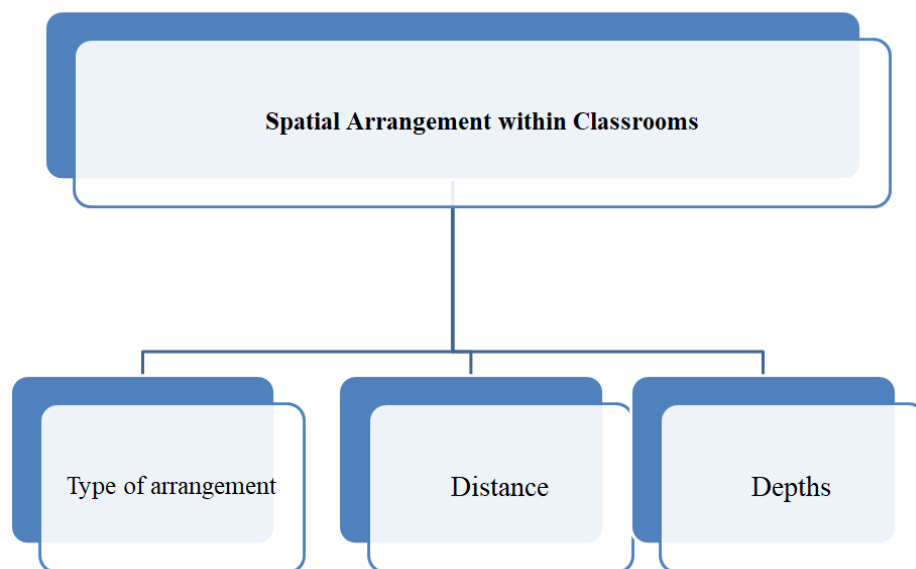 Spatial Arrangement within Classrooms
Type of arrangement
Distance
Depths